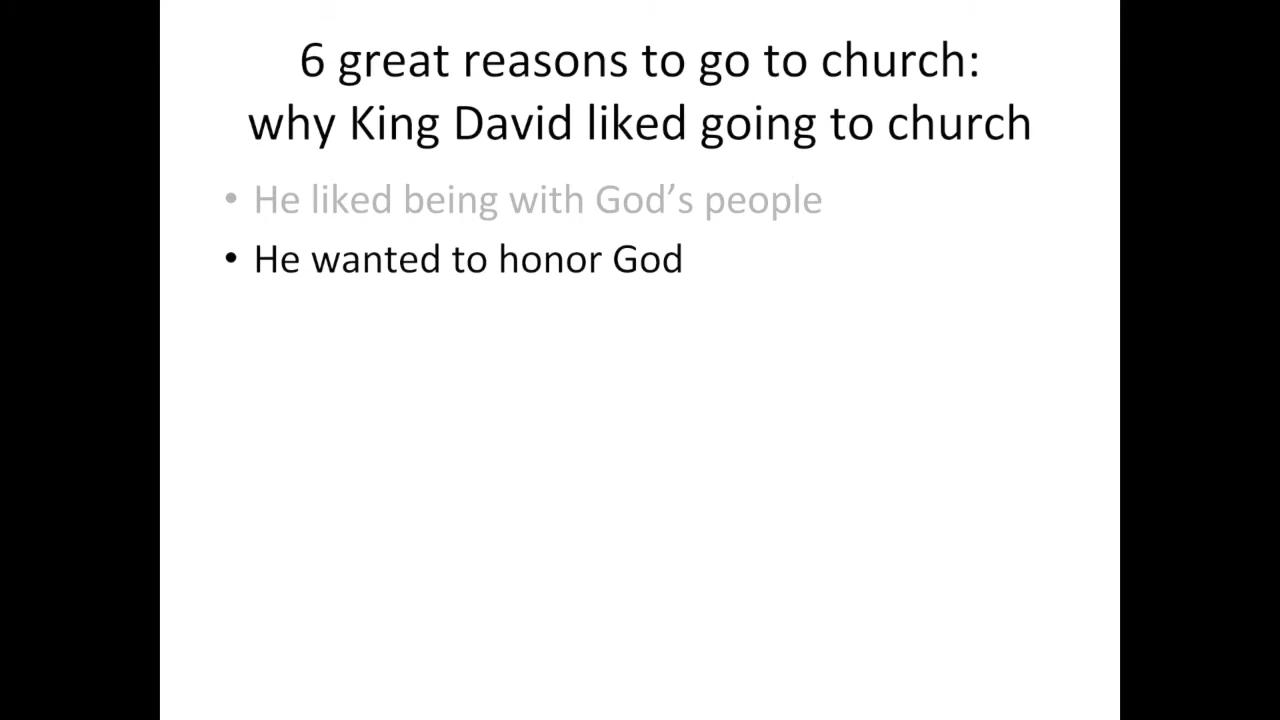 6 great reasons to go to church:
why King David liked going to church
• He liked being with God’s people
• He wanted to honor God